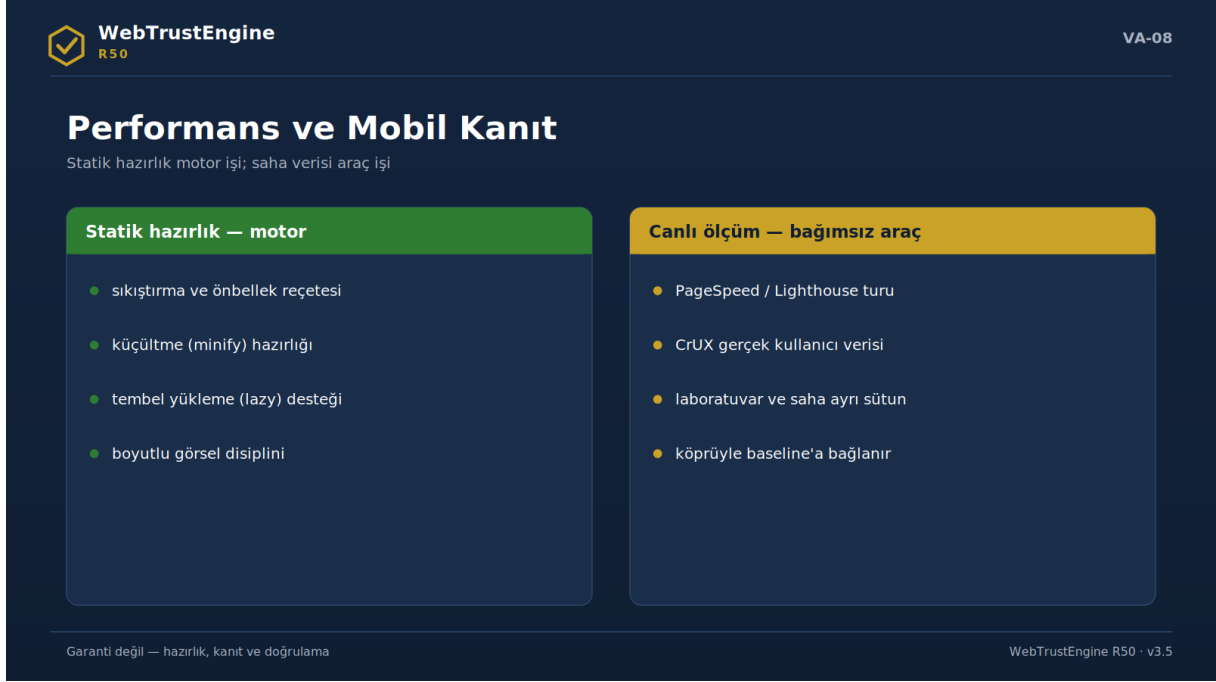 WebTrustEngine
R50
VA-08
Performans ve Mobil Kanıt
Statik hazırlık motor işi; saha verisi araç işi
Statik hazırlık — motor
sıkıştırma ve önbellek reçetesi
küçültme (minify) hazırlığı
tembel yükleme (lazy) desteği
boyutlu görsel disiplini
Canlı ölçüm — bağımsız araç
PageSpeed / Lighthouse turu
CrUX gerçek kullanıcı verisi
laboratuvar ve saha ayrı sütun
köprüyle baseline'a bağlanır
Garanti değil — hazırlık, kanıt ve doğrulama
WebTrustEngine R50 · v3.5